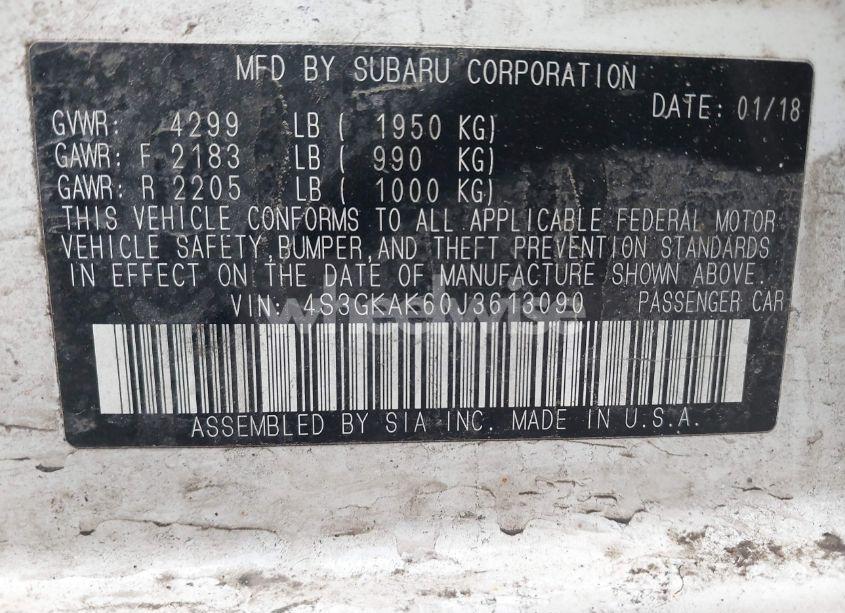 MFD BY SUBARU CORPORATION
DATE: 01/18
GVWR: 4299 LB ( 1950 KG)
GAWR: F 2183 LB ( 990 KG)
GAWR: R 2205 LB ( 1000 KG)
THIS VEHICLE CONFORMS TO ALL APPLICABLE FEDERAL MOTOR
VEHICLE SAFETY,BUMPER,AND THEFT PREVENTION STANDARDS
IN EFFECT ON THE DATE OF MANUFACTURE SHOWN ABOVE.
VIN: 4S3GKAK60J3613090 PASSENGER CAR
wheelwise
ASSEMBLED BY SIA INC. MADE IN U.S.A.